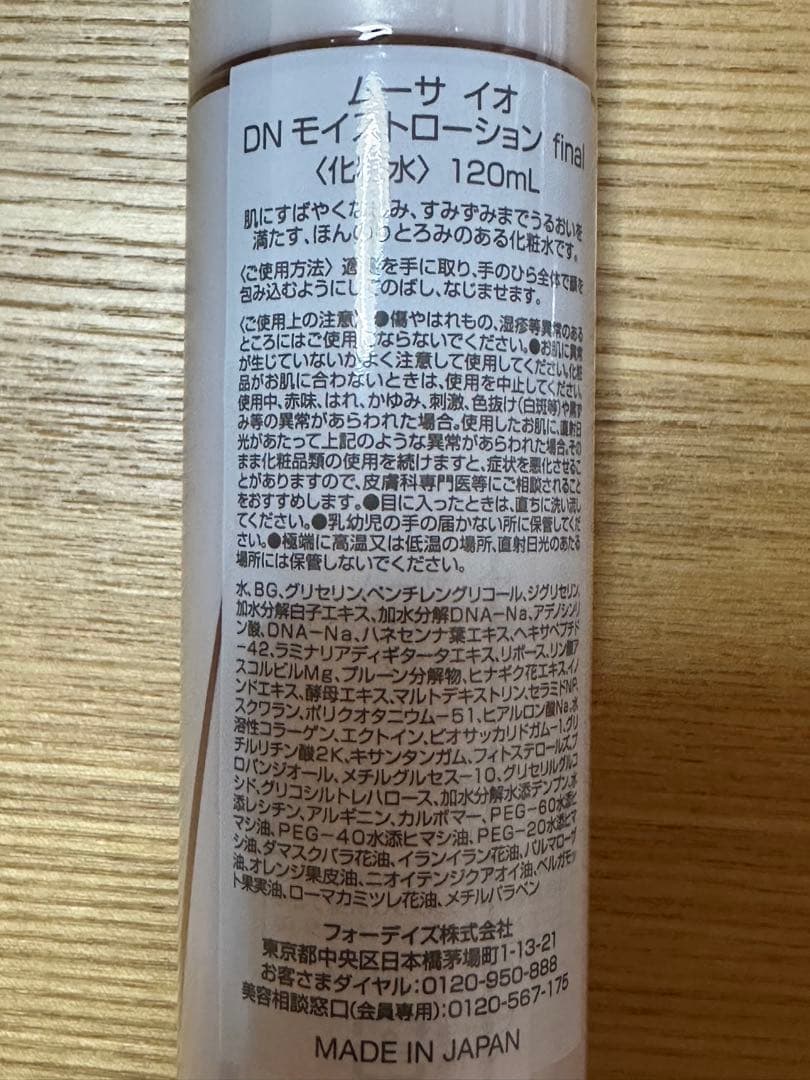 ムーサ イオ
DN モイストローション final
〈化粧水〉 120mL
肌にすばやくなじみ、すみずみまでうるおいを
満たす、ほんのりとろみのある化粧水です。
〈ご使用方法〉 適量を手に取り、手のひら全体で顔を
包み込むようにしてのばし、なじませます。
〈ご使用上の注意〉●傷やはれもの、湿疹等異常のある
ところにはご使用にならないでください。●お肌に異常
が生じていないかよく注意して使用してください。化粧
品がお肌に合わないときは、使用を中止してください。
使用中、赤味、はれ、かゆみ、刺激、色抜け(白斑等)や黒ず
み等の異常があらわれた場合。使用したお肌に、直射日
光があたって上記のような異常があらわれた場合。その
まま化粧品類の使用を続けますと、症状を悪化させるこ
とがありますので、皮膚科専門医等にご相談されること
をおすすめします。●目に入ったときは、直ちに洗い流し
てください。●乳幼児の手の届かない所に保管してくだ
さい。●極端に高温又は低温の場所、直射日光のあたる
場所には保管しないでください。
水、BG、グリセリン、ペンチレングリコール、ジグリセリン、
加水分解白子エキス、加水分解DNA-Na、アデノシンリ
ン酸、DNA-Na、ハネセンナ葉エキス、ヘキサペプチド
-42、ラミナリアディギタータエキス、リボース、リン酸ア
スコルビルMg、プルーン分解物、ヒナギク花エキス、イノ
ンドエキス、酵母エキス、マルトデキストリン、セラミドNP、
スクワラン、ポリクオタニウム-51、ヒアルロン酸Na、水
溶性コラーゲン、エクトイン、ビオサッカリドガム-1、グリ
チルリチン酸2K、キサンタンガム、フィトステロールズ、プ
ロパンジオール、メチルグルセス-10、グリセリルグルコ
シド、グリコシルトレハロース、加水分解水添デンプン、水
添レシチン、アルギニン、カルボマー、PEG-60水添ヒ
マシ油、PEG-40水添ヒマシ油、PEG-20水添ヒマ
シ油、ダマスクバラ花油、イランイラン花油、パルマローザ
油、オレンジ果皮油、ニオイテンジクアオイ油、ベルガモッ
ト果実油、ローマカミツレ花油、メチルパラベン
フォーデイズ株式会社
東京都中央区日本橋茅場町1-13-21
お客さまダイヤル:0120-950-888
美容相談窓口(会員専用):0120-567-175
MADE IN JAPAN